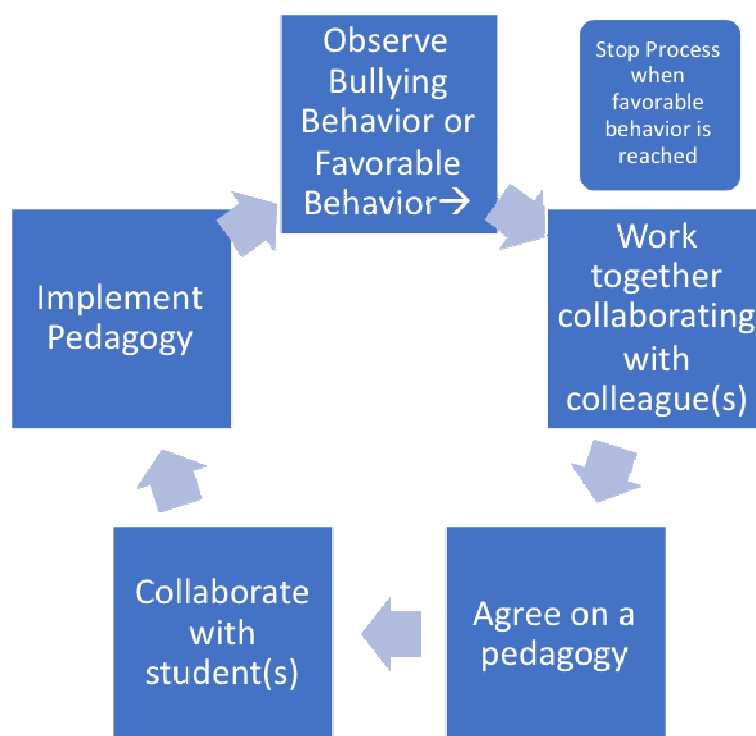 Observe
Bullying
Behavior or
Favorable
Behavior→
Stop Process
when
favorable
behavior is
reached
Work
together
collaborating
with
colleague(s)
Agree on a
pedagogy
Collaborate
with
student(s)
Implement
Pedagogy